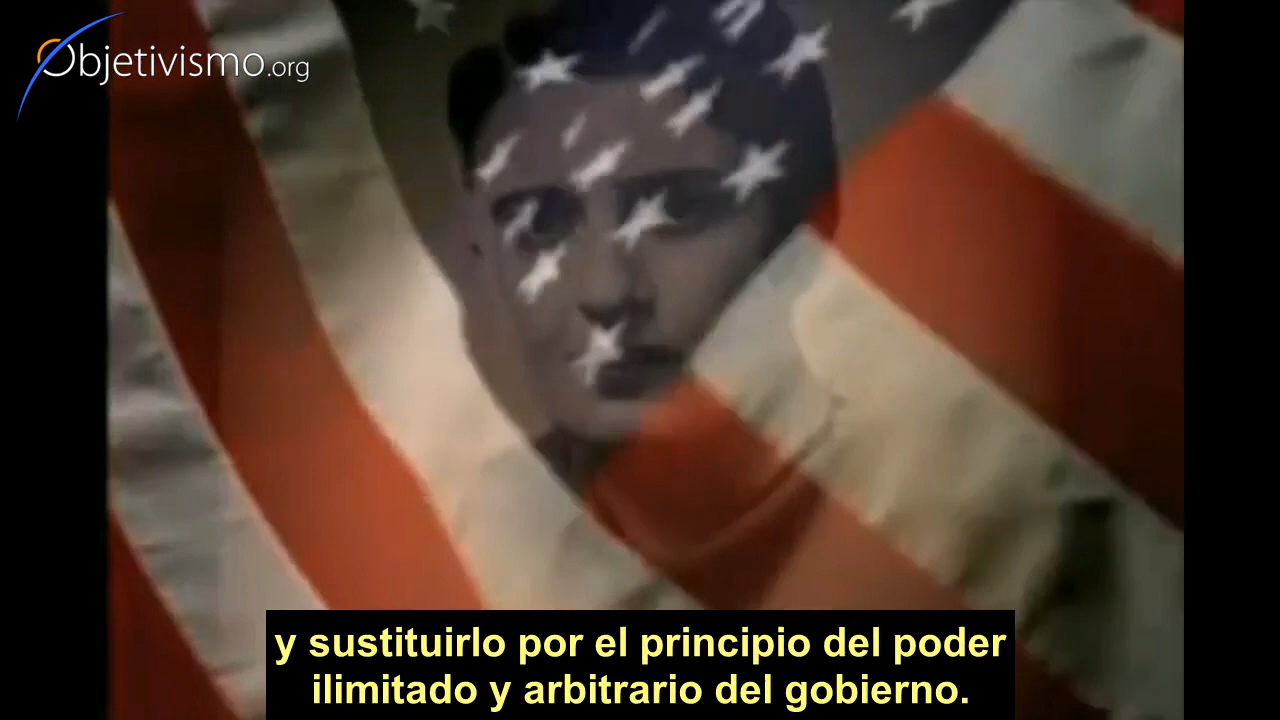 Objetivismo.org
y sustituirlo por el principio del poder
ilimitado y arbitrario del gobierno.